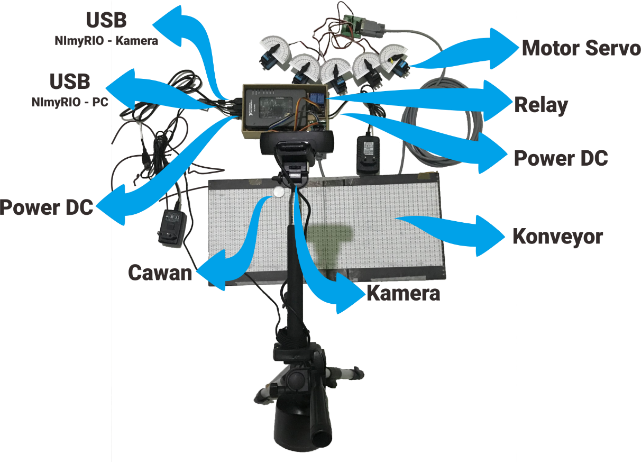 USB
NImyRIO - Kamera
USB
NImyRIO - PC
Power DC
Cawan
Motor Servo
Relay
Power DC
Konveyor
Kamera